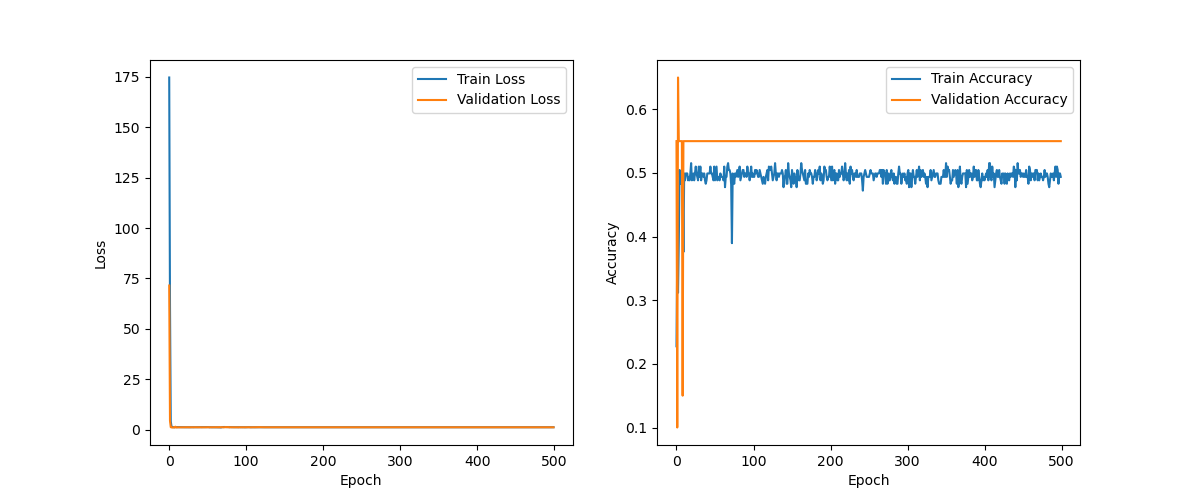 Train Loss
Validation Loss
175
150
125
100
75
50
25
0
0 100 200 300 400 500
Epoch
Loss
Train Accuracy
Validation Accuracy
0.6
0.5
0.4
0.3
0.2
0.1
0 100 200 300 400 500
Epoch
Accuracy